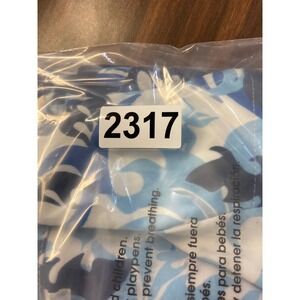 2317
children.
playpens.
prevent breathing.
siempre fuera
para bebés.
detener la respiración